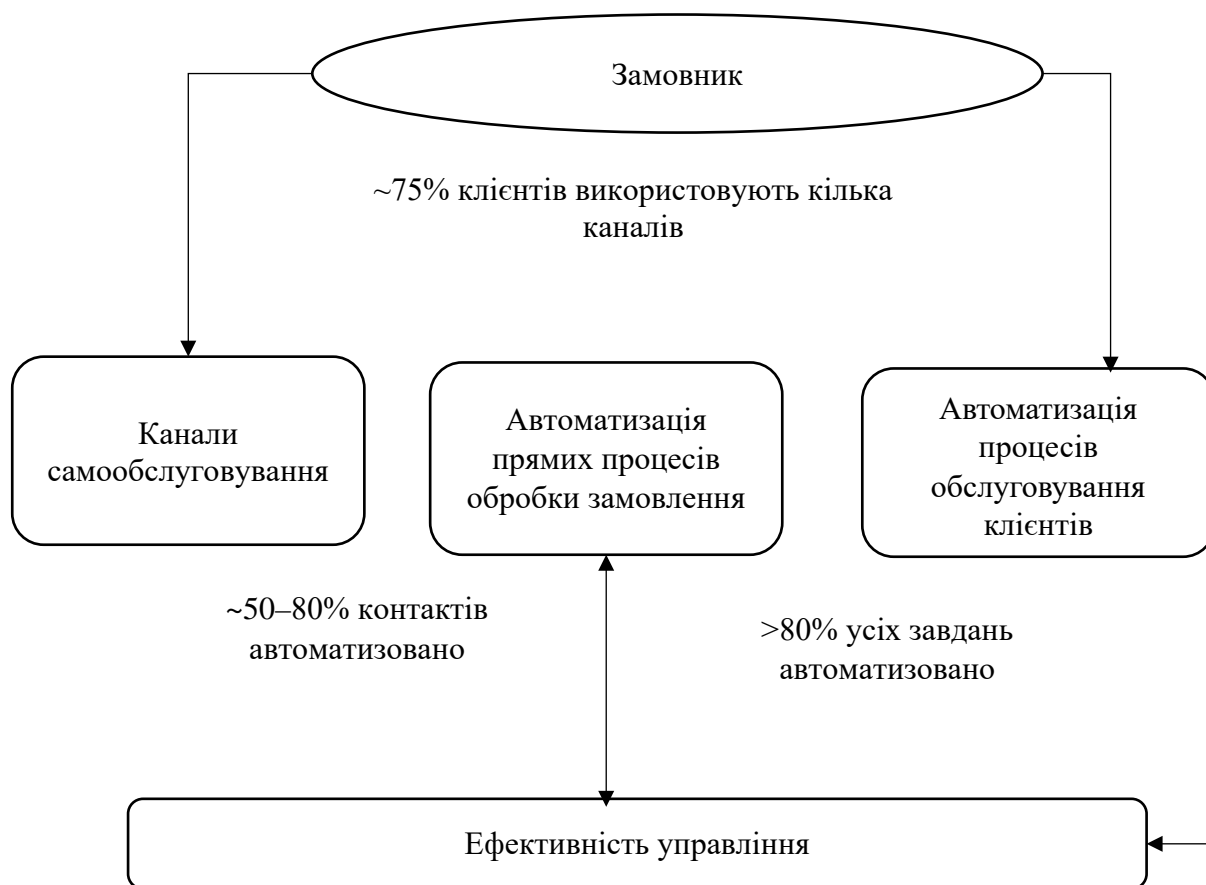 Замовник
~75% клієнтів використовують кілька
каналів
Канали
самообслуговування
Автоматизація
прямих процесів
обробки замовлення
Автоматизація
процесів
обслуговування
клієнтів
~50–80% контактів
автоматизовано
>80% усіх завдань
автоматизовано
Ефективність управління